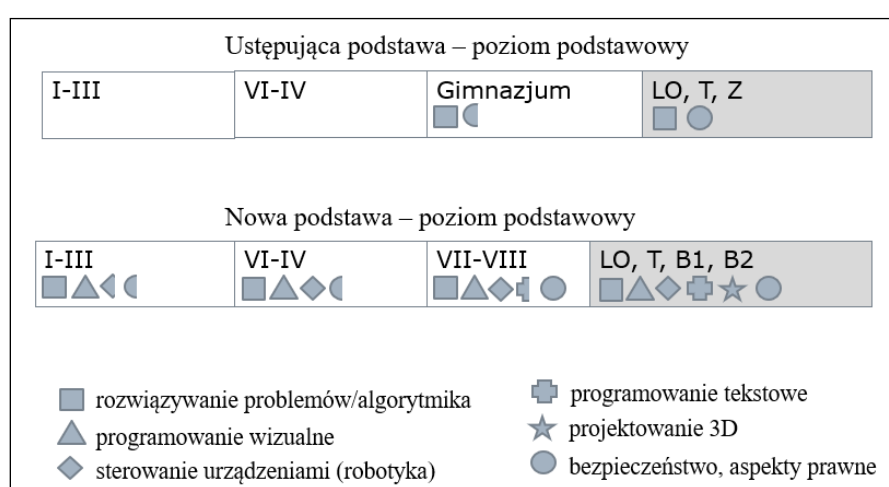 Ustępująca podstawa – poziom podstawowy
I-III VI-IV Gimnazjum LO, T, Z
Nowa podstawa – poziom podstawowy
I-III VI-IV VII-VIII LO, T, B1, B2
rozwiązywanie problemów/algorytmika
programowanie wizualne
sterowanie urządzeniami (robotyka)
programowanie tekstowe
projektowanie 3D
bezpieczeństwo, aspekty prawne